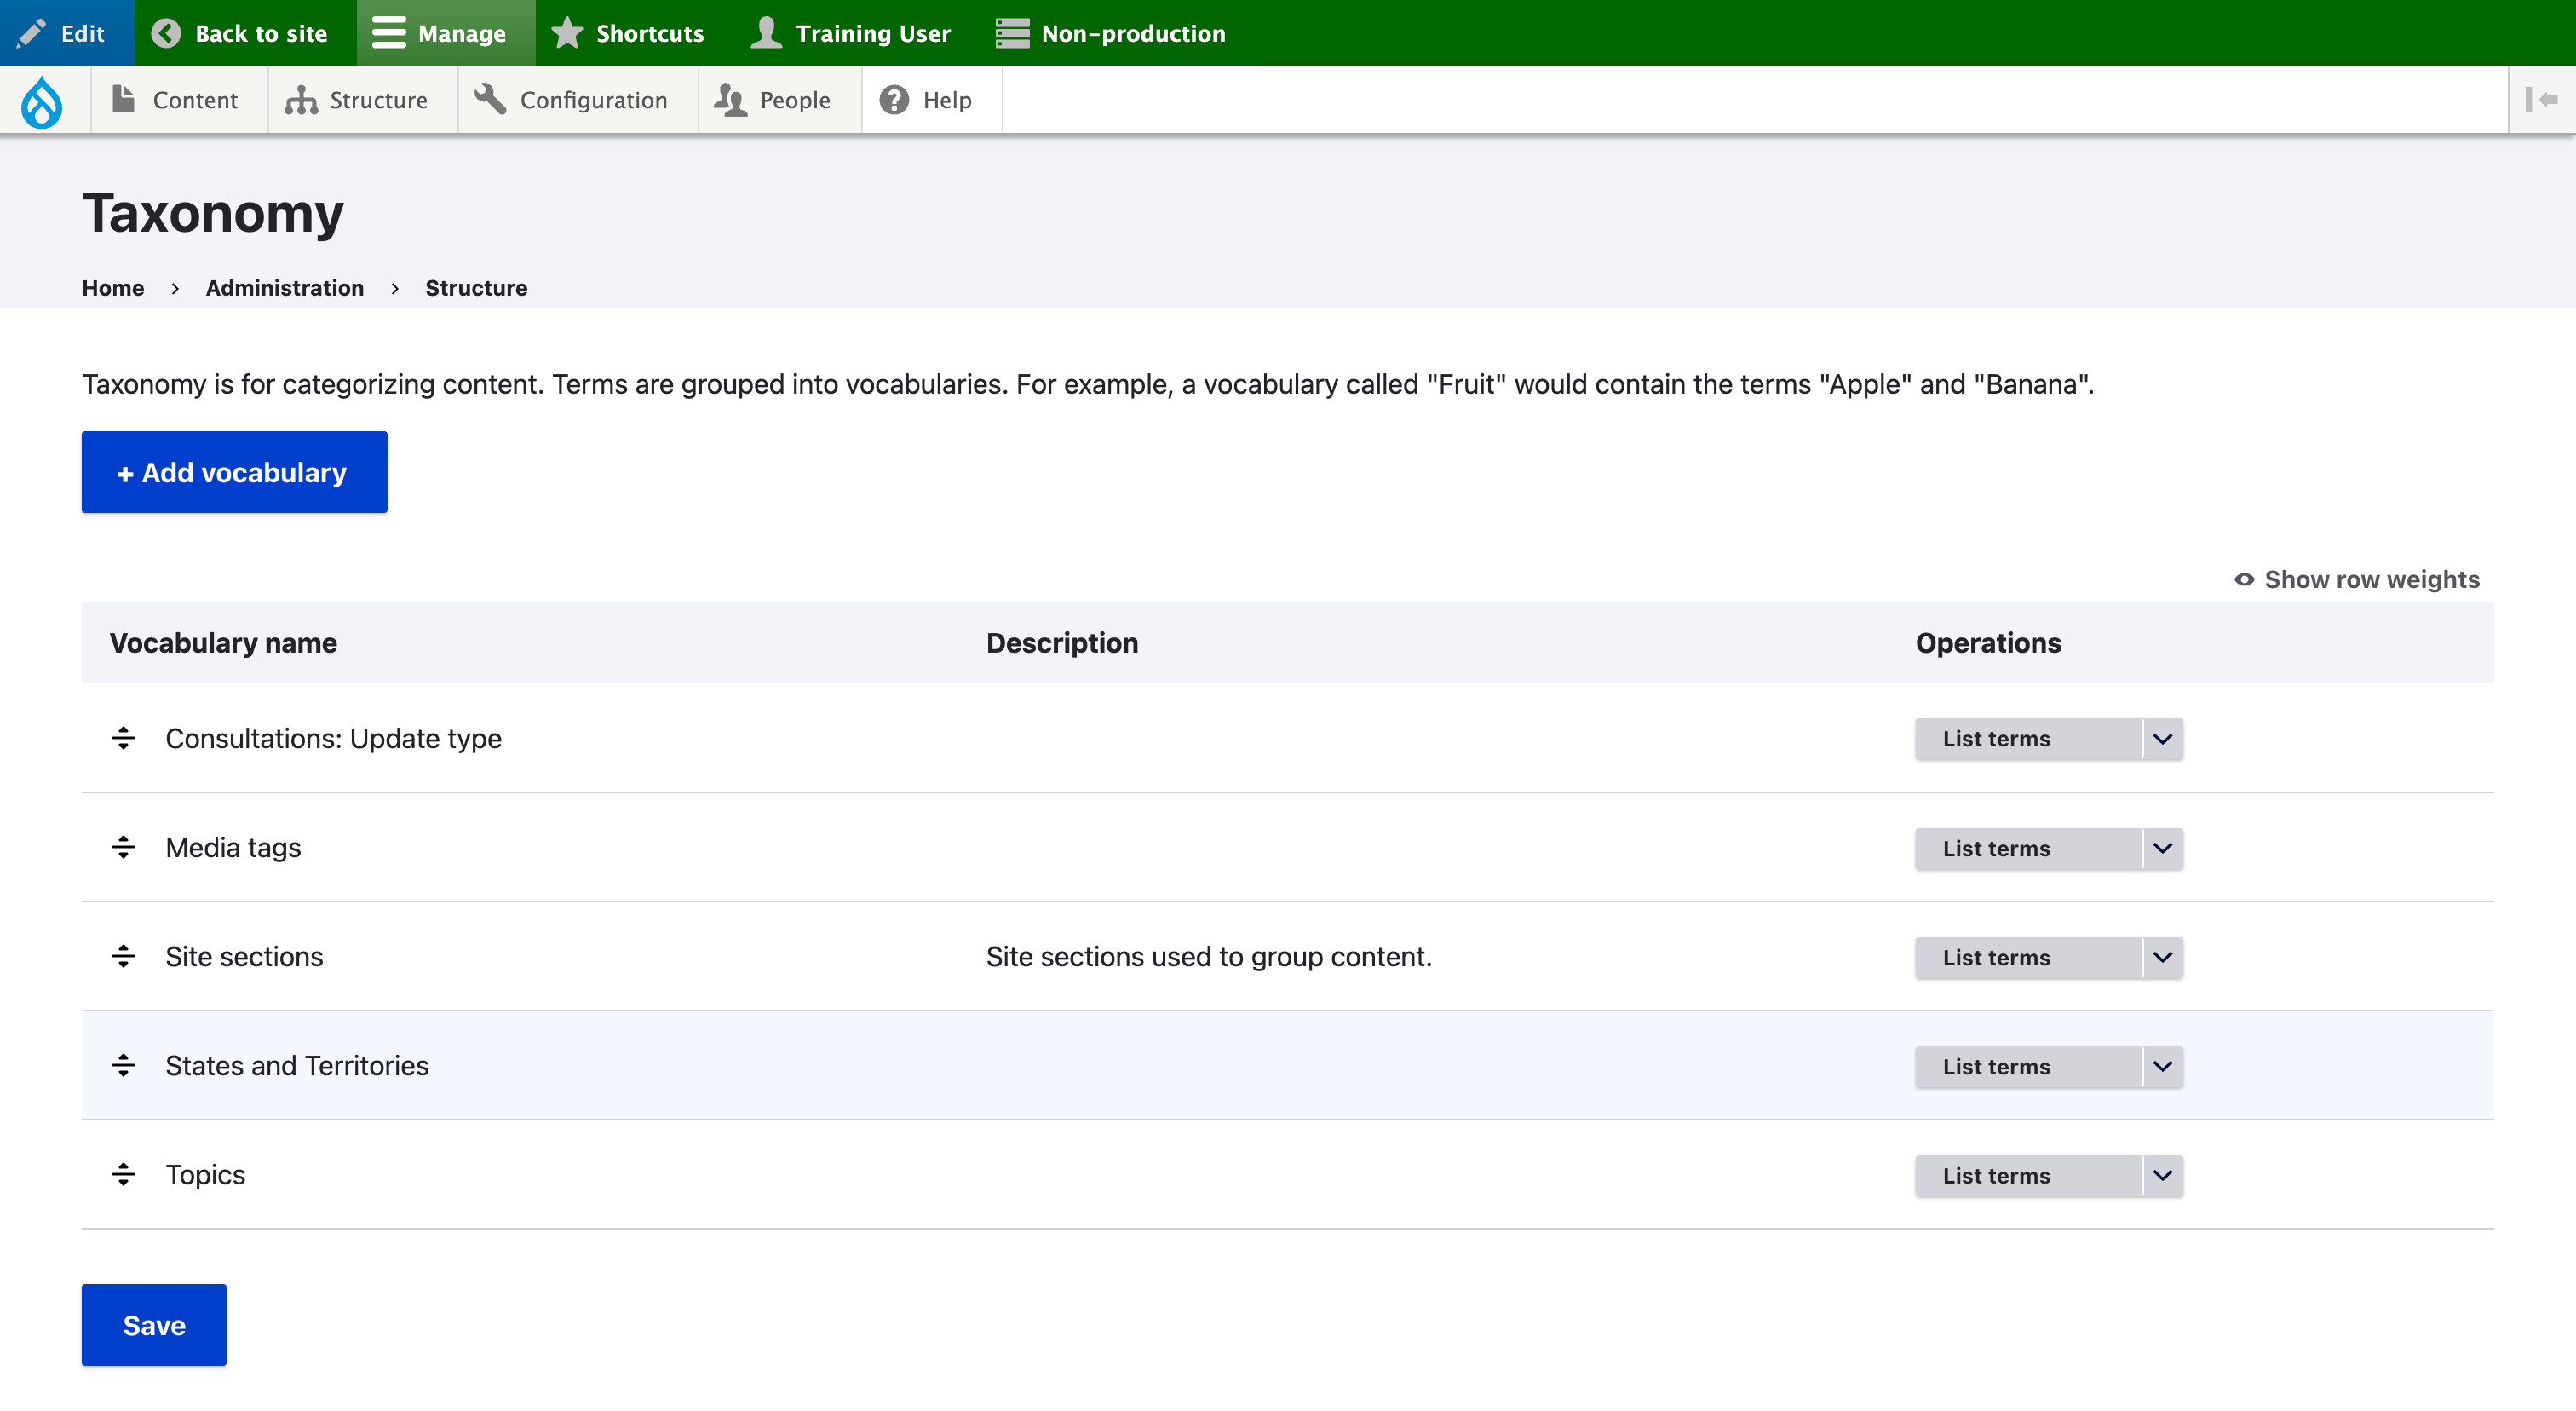 Edit Back to site Manage Shortcuts Training User Non-production
Content Structure Configuration People Help
Taxonomy
Home › Administration › Structure
Taxonomy is for categorizing content. Terms are grouped into vocabularies. For example, a vocabulary called "Fruit" would contain the terms "Apple" and "Banana".
+ Add vocabulary
Show row weights
Vocabulary name Description Operations
Consultations: Update type List terms
Media tags List terms
Site sections Site sections used to group content. List terms
States and Territories List terms
Topics List terms
Save